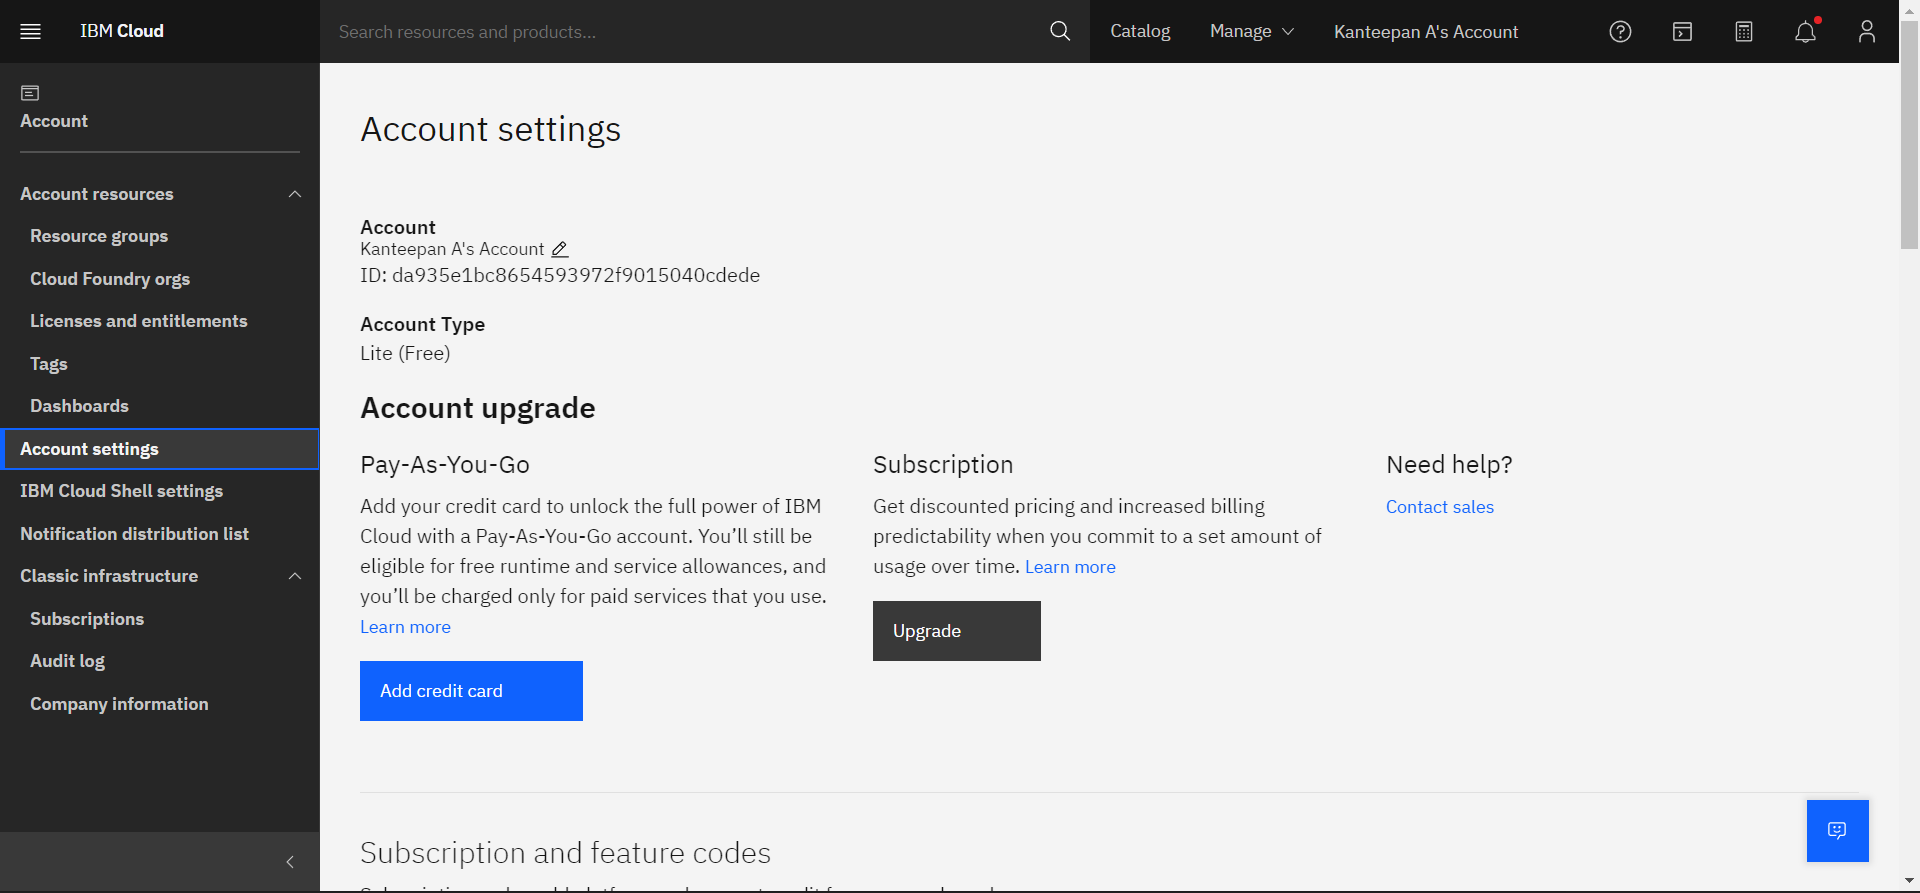 IBM Cloud
Search resources and products...
Catalog
Manage
Kanteepan A's Account
Account
Account resources
Resource groups
Cloud Foundry orgs
Licenses and entitlements
Tags
Dashboards
Account settings
IBM Cloud Shell settings
Notification distribution list
Classic infrastructure
Subscriptions
Audit log
Company information
Account settings
Account
Kanteepan A's Account
ID: da935e1bc8654593972f9015040cdede
Account Type
Lite (Free)
Account upgrade
Pay-As-You-Go
Add your credit card to unlock the full power of IBM
Cloud with a Pay-As-You-Go account. You’ll still be
eligible for free runtime and service allowances, and
you’ll be charged only for paid services that you use.
Learn more
Add credit card
Subscription
Get discounted pricing and increased billing
predictability when you commit to a set amount of
usage over time. Learn more
Upgrade
Need help?
Contact sales
Subscription and feature codes